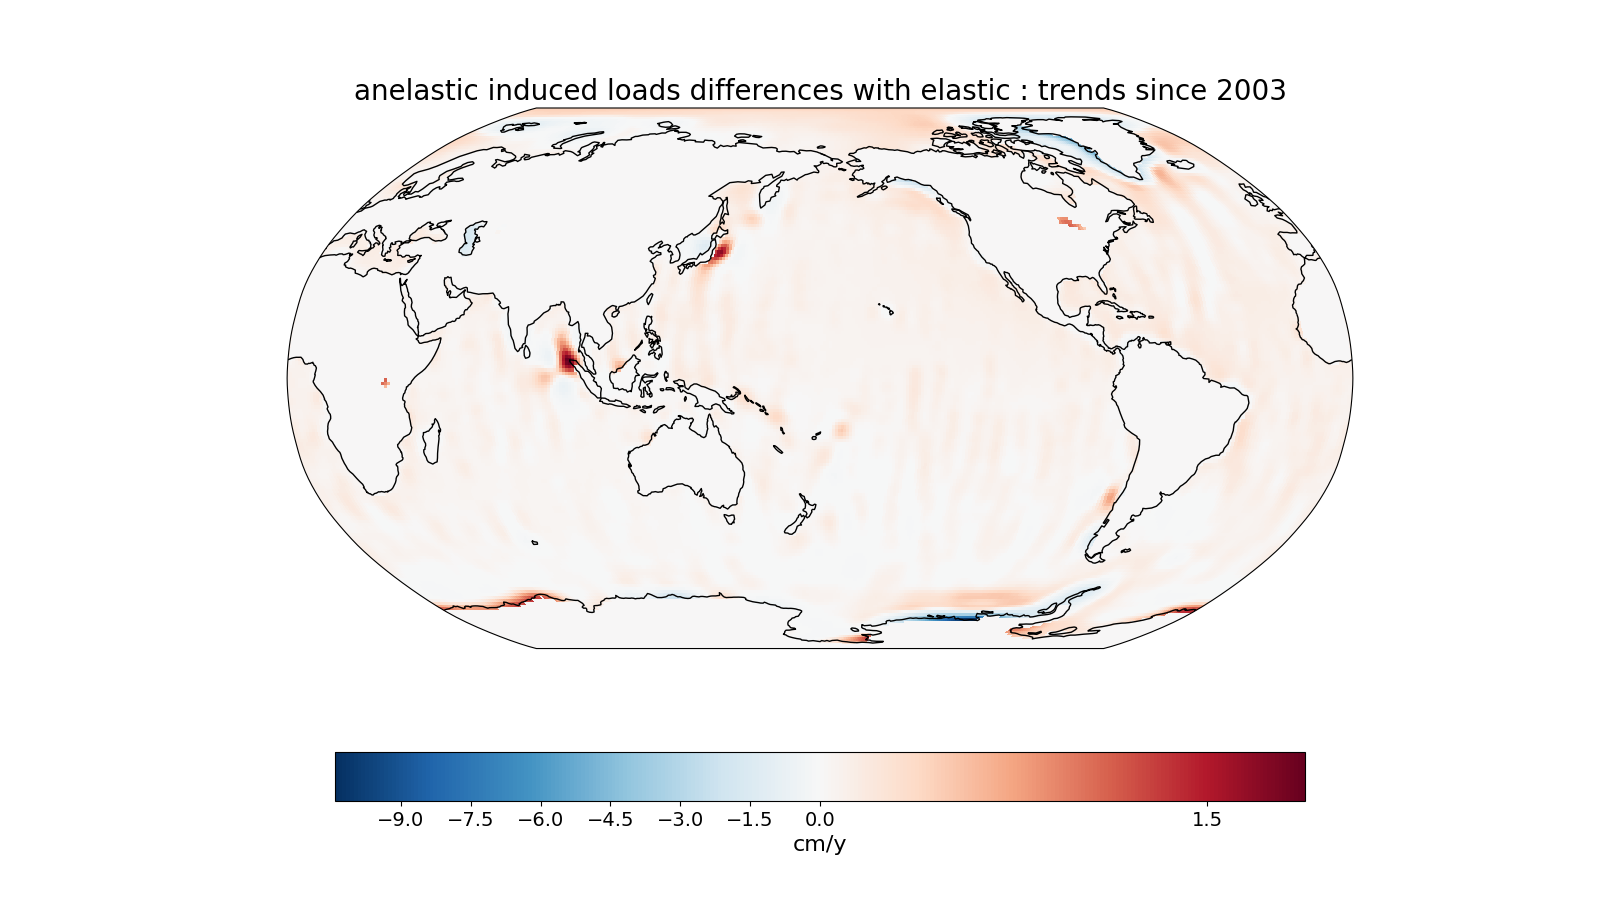 anelastic induced loads differences with elastic : trends since 2003
−9.0 −7.5 −6.0 −4.5 −3.0 −1.5 0.0 1.5
cm/y